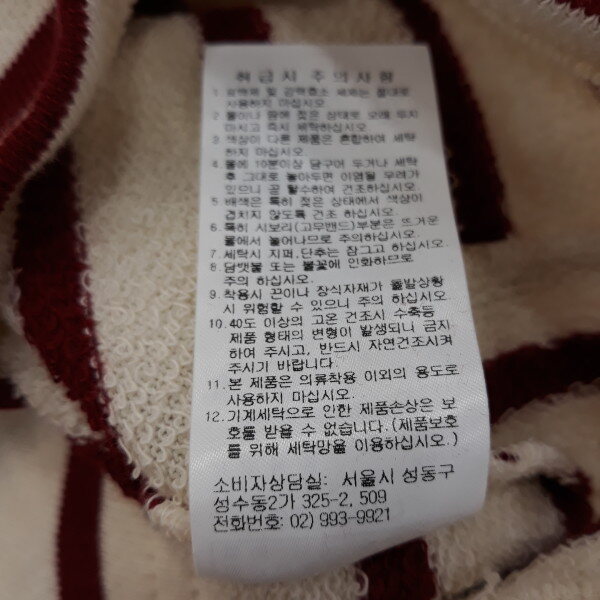 취급시 주의사항
1. 표백제 및 강력효소 세제는 절대로
사용하지 마십시오
2. 물이나 땀에 젖은 상태로 오래 두지
마시고 즉시 세탁하십시오
3. 색상이 다른 제품은 혼합하여 세탁
하지 마십시오.
4. 물에 10분이상 담구어 두거나 세탁
후 그대로 놓아두면 이염될 우려가
있으니 곧 탈수하여 건조하십시오.
5. 배색은 특히 젖은 상태에서 색상이
겹치지 않도록 건조 하십시오.
6. 특히 시보리(고무밴드)부분은 뜨거운
물에서 늘어나므로 주의하십시오.
7. 세탁시 지퍼,단추는 잠그고 하십시오.
8. 담뱃불 또는 불꽃에 인화하므로
주의 하십시오.
9. 착용시 끈이나 장식자재가 돌발상황
시 위험할 수 있으니 주의 하십시오.
10. 40도 이상의 고온 건조시 수축등
제품 형태의 변형이 발생되니 금지
하여 주시고, 반드시 자연건조시켜
주시기 바랍니다.
11. 본 제품은 의류착용 이외의 용도로
사용하지 마십시오.
12. 기계세탁으로 인한 제품손상은 보
호를 받을 수 없습니다.(제품보호
를 위해 세탁망을 이용하십시오.)
소비자상담실: 서울시 성동구
성수동2가 325-2, 509
전화번호: 02) 993-9921